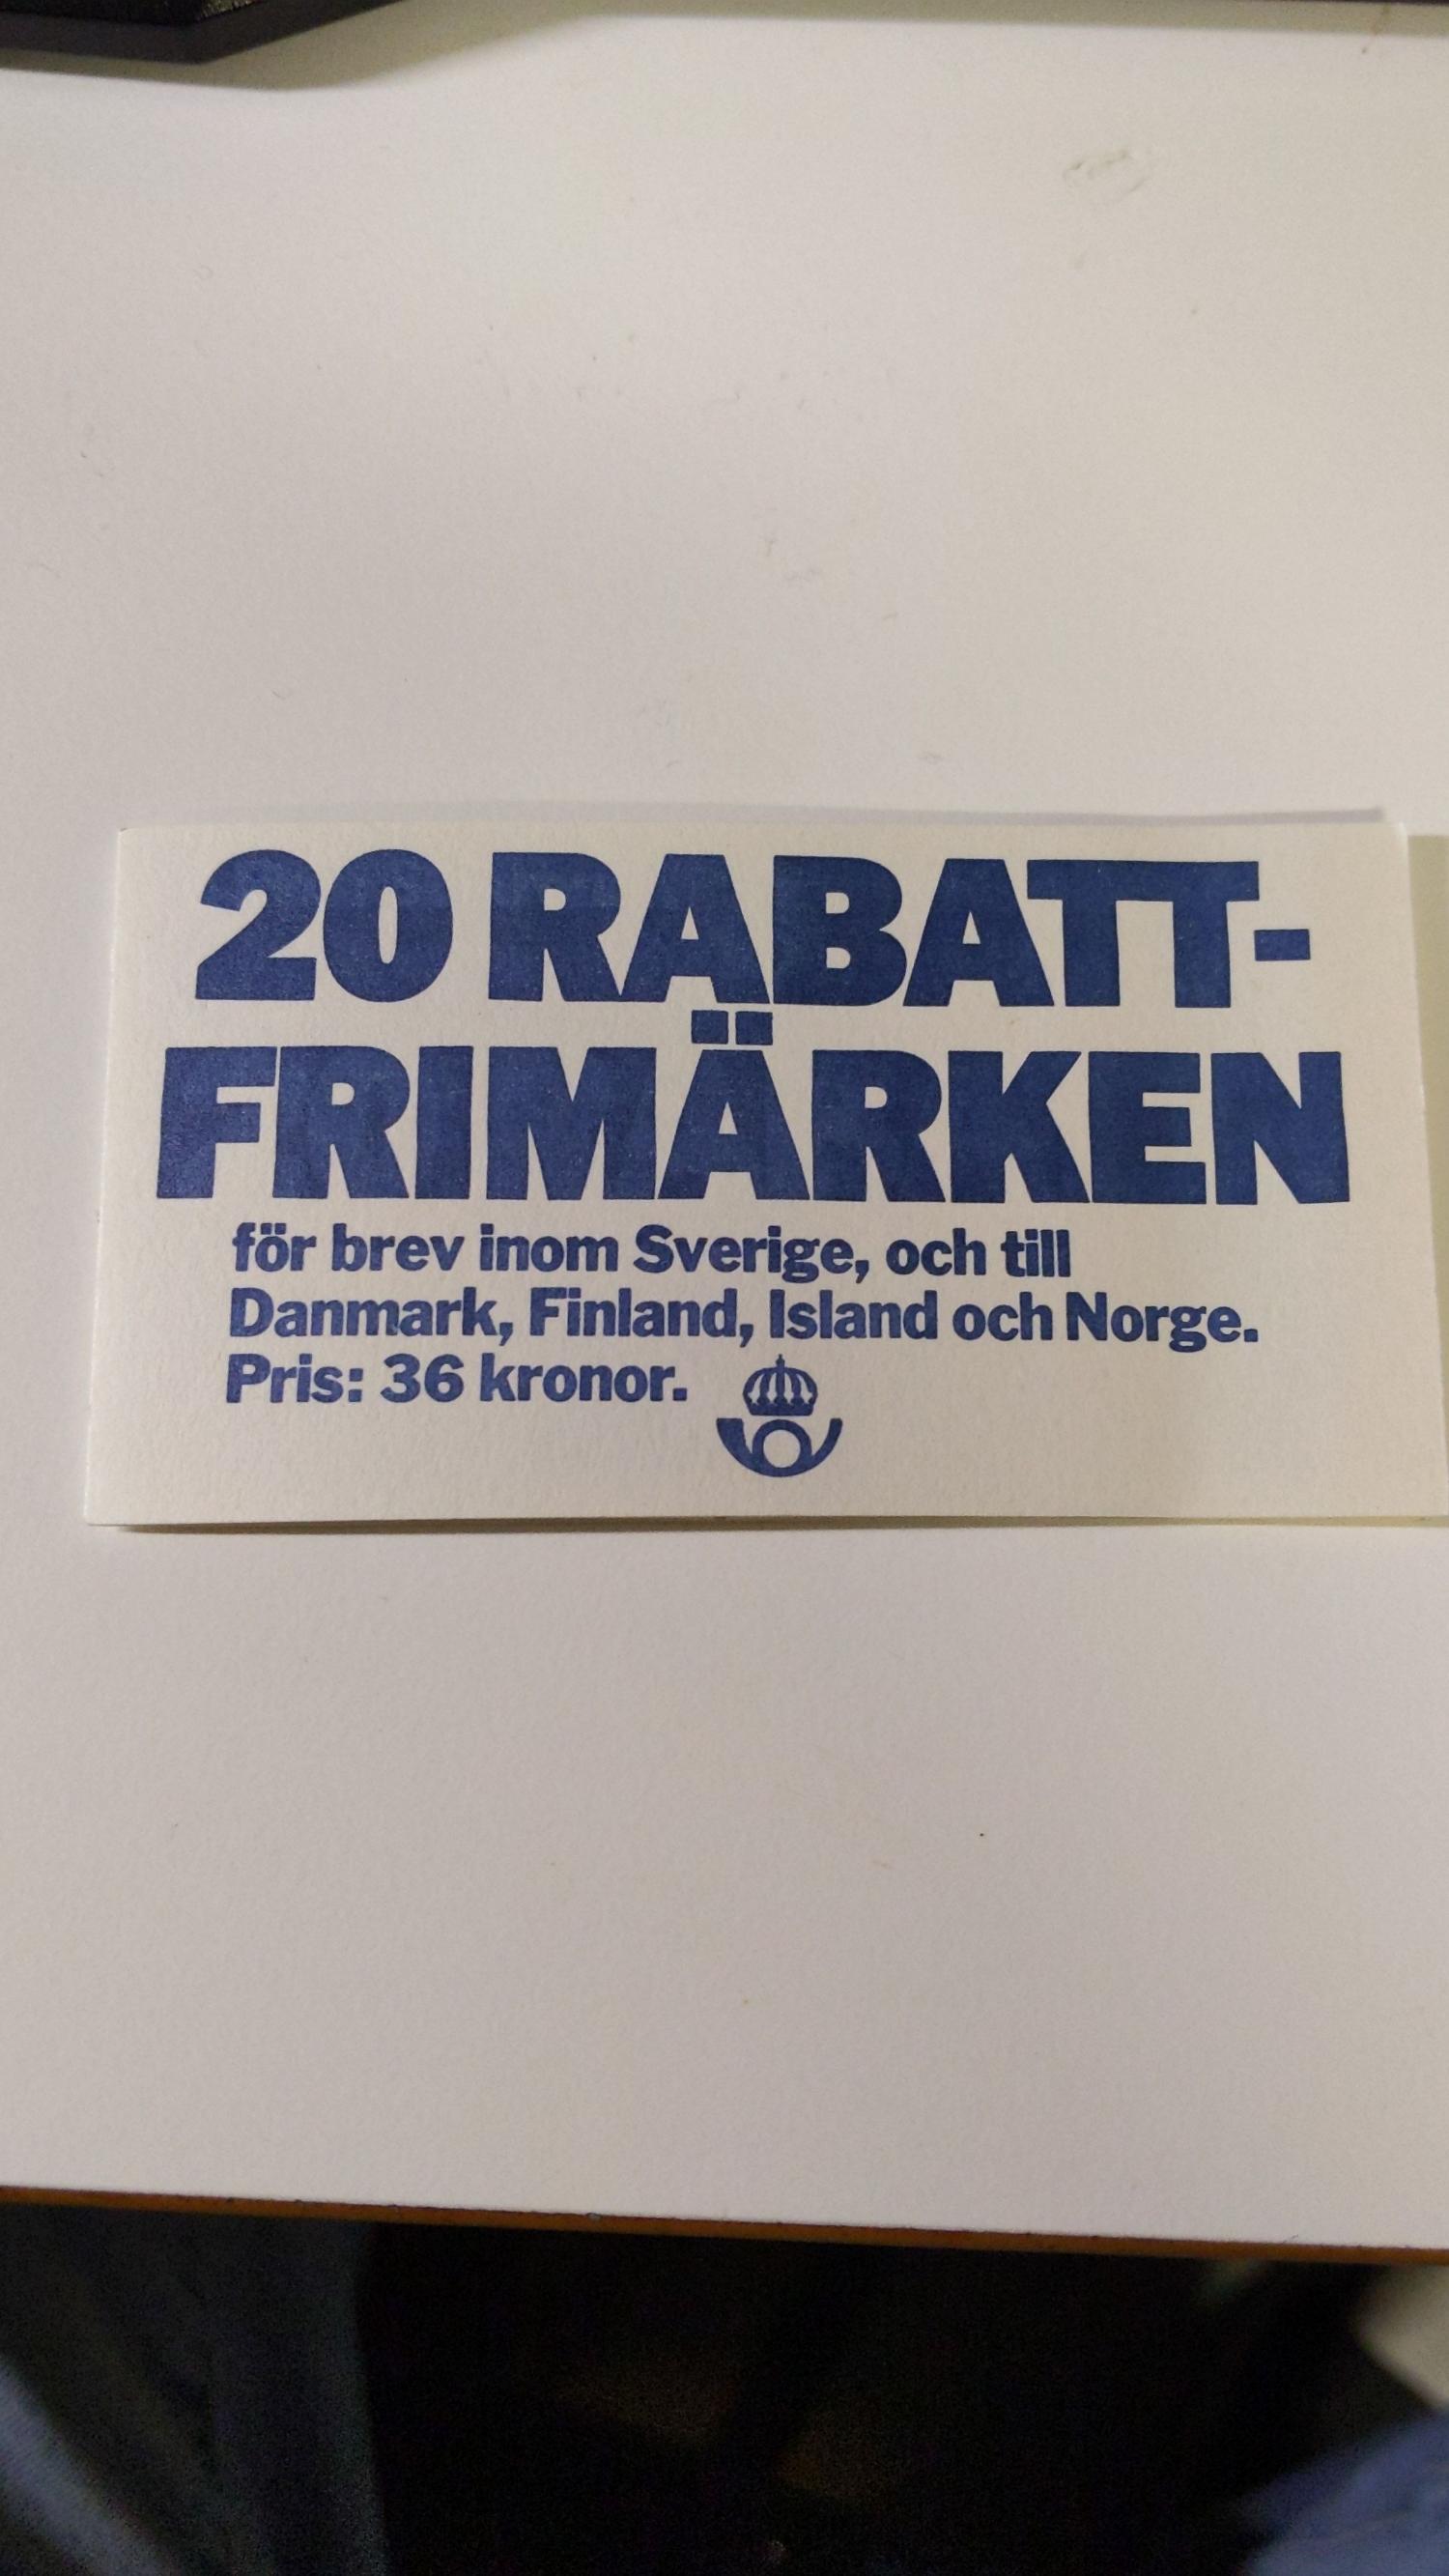 20 RABATT-
FRIMÄRKEN
för brev inom Sverige, och till
Danmark, Finland, Island och Norge.
Pris: 36 kronor.